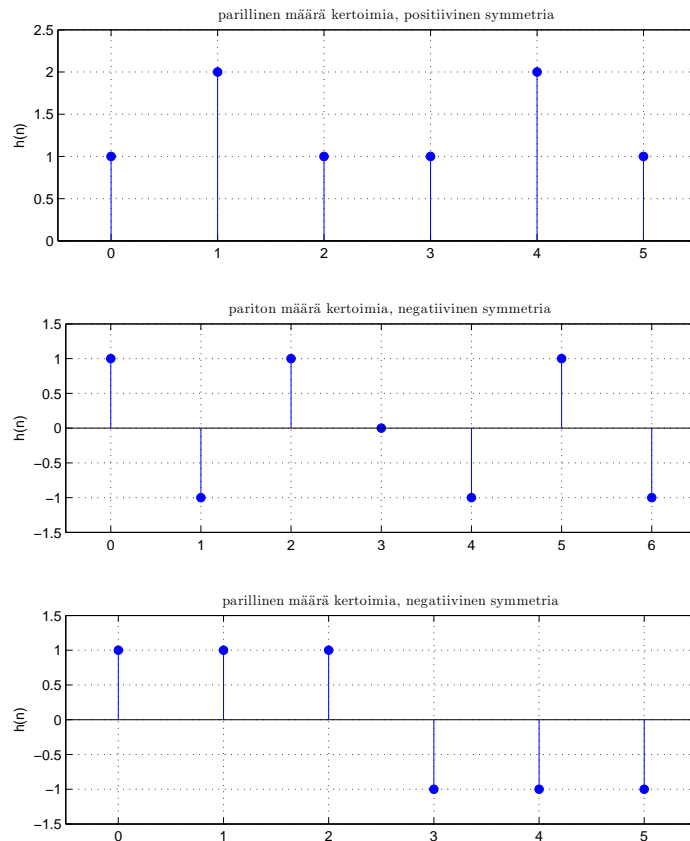 parillinen määrä kertoimia, positiivinen symmetria
2.5
2
1.5
1
0.5
0
h(n)
0 1 2 3 4 5
pariton määrä kertoimia, negatiivinen symmetria
1.5
1
0.5
0
−0.5
−1
−1.5
h(n)
0 1 2 3 4 5 6
parillinen määrä kertoimia, negatiivinen symmetria
1.5
1
0.5
0
−0.5
−1
−1.5
h(n)
0 1 2 3 4 5